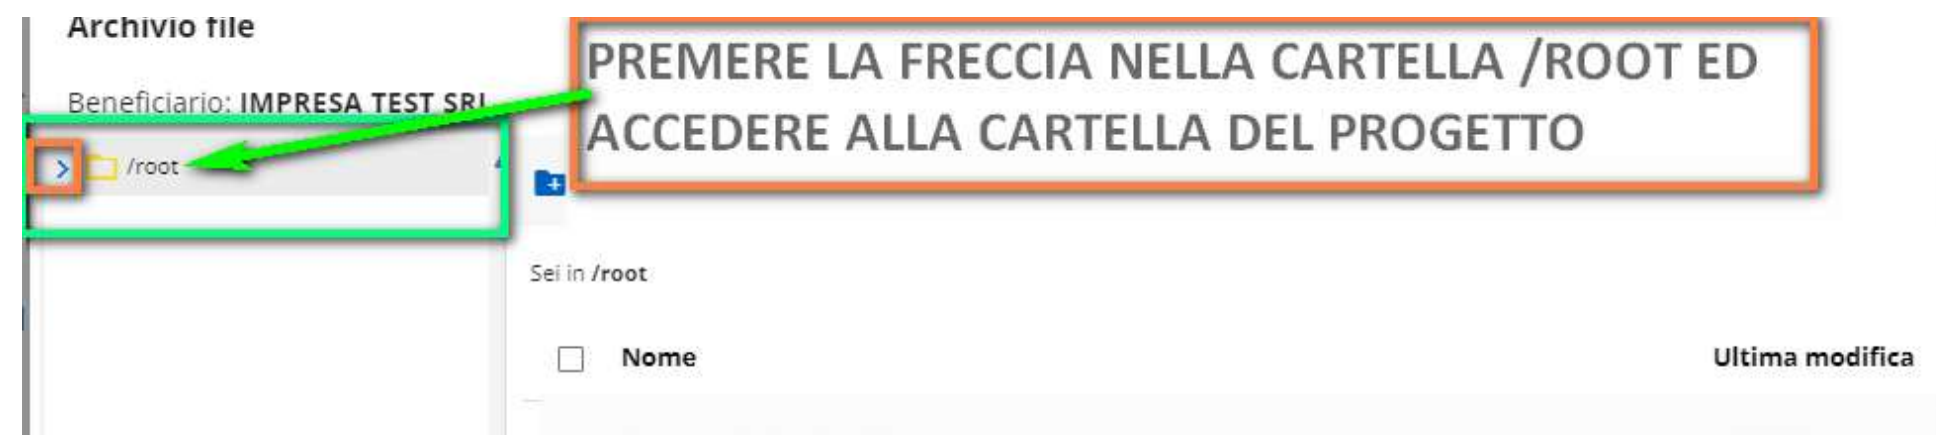 Archivio file
PREMERE LA FRECCIA NELLA CARTELLA /ROOT ED
ACCEDERE ALLA CARTELLA DEL PROGETTO
Beneficiario: IMPRESA TEST SRL
/root
Sei in /root
Nome
Ultima modifica